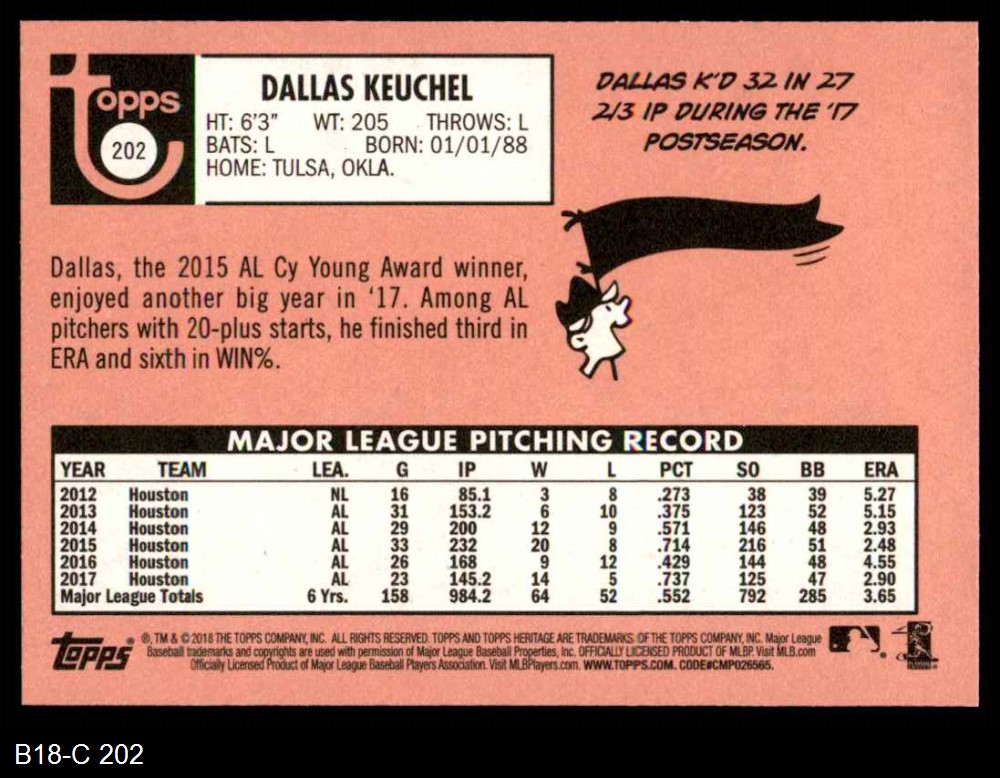 Topps
202
DALLAS KEUCHEL
HT: 6'3" WT: 205 THROWS: L
BATS: L BORN: 01/01/88
HOME: TULSA, OKLA.
DALLAS K'D 32 IN 27
2/3 IP DURING THE '17
POSTSEASON.
Dallas, the 2015 AL Cy Young Award winner,
enjoyed another big year in '17. Among AL
pitchers with 20-plus starts, he finished third in
ERA and sixth in WIN%.
MAJOR LEAGUE PITCHING RECORD
YEAR TEAM LEA. G IP W L PCT SO BB ERA
2012 Houston NL 16 85.1 3 8 .273 38 39 5.27
2013 Houston AL 31 153.2 6 10 .375 123 52 5.15
2014 Houston AL 29 200 12 9 .571 146 48 2.93
2015 Houston AL 33 232 20 8 .714 216 51 2.48
2016 Houston AL 26 168 9 12 .429 144 48 4.55
2017 Houston AL 23 145.2 14 5 .737 125 47 2.90
Major League Totals 6 Yrs. 158 984.2 64 52 .552 792 285 3.65
Topps ® ®, TM & © 2018 THE TOPPS COMPANY, INC. ALL RIGHTS RESERVED. TOPPS AND TOPPS HERITAGE ARE TRADEMARKS OF THE TOPPS COMPANY, INC. Major League
Baseball trademarks and copyrights are used with permission of Major League Baseball Properties, Inc. OFFICIALLY LICENSED PRODUCT OF MLBP. Visit MLB.com
Officially Licensed Product of Major League Baseball Players Association. Visit MLBPlayers.com. WWW.TOPPS.COM. CODE#CMP026565.
B18-C 202